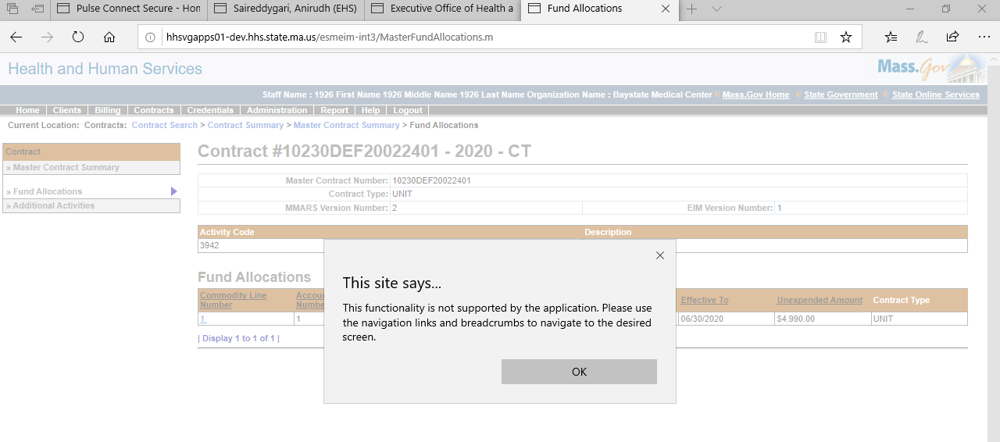 Pulse Connect Secure - Hon
Saireddygari, Anirudh (EHS)
Executive Office of Health a
Fund Allocations
hhsvgapps01-dev.hhs.state.ma.us/esmeim-int3/MasterFundAllocations.m
Health and Human Services
Mass.Gov
Staff Name : 1926 First Name 1926 Middle Name 1926 Last Name Organization Name : Baystate Medical Center Mass.Gov Home State Government State Online Services
Home | Clients | Billing | Contracts | Credentials | Administration | Report | Help | Logout |
Current Location: Contracts: Contract Search > Contract Summary > Master Contract Summary > Fund Allocations
Contract
» Master Contract Summary
» Fund Allocations
» Additional Activities
Contract #10230DEF20022401 - 2020 - CT
Master Contract Number: 10230DEF20022401
Contract Type: UNIT
MMARS Version Number: 2 EIM Version Number: 1
Activity Code Description
3942
This site says...
This functionality is not supported by the application. Please use
the navigation links and breadcrumbs to navigate to the desired
screen.
OK
Fund Allocations
Commodity Line Number
Effective To Unexpended Amount Contract Type
1 1 06/30/2020 $4,990.00 UNIT
| Display 1 to 1 of 1 |